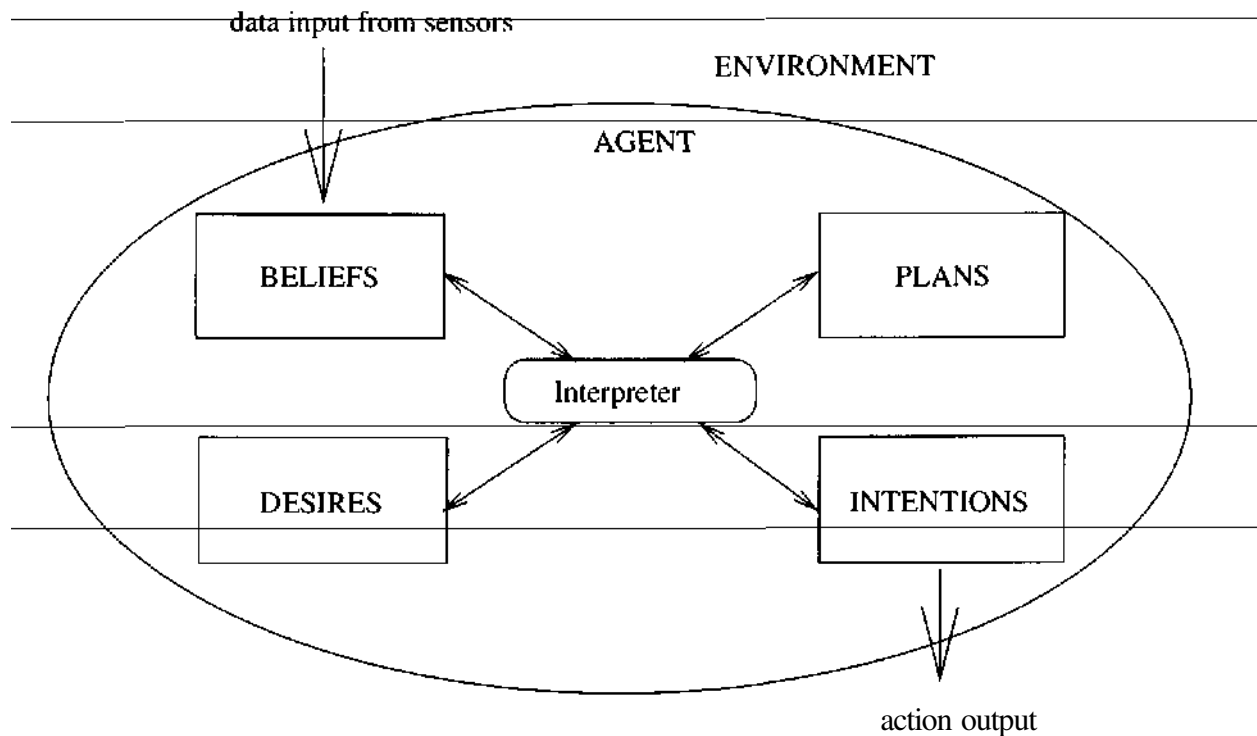 data input from sensors
ENVIRONMENT
AGENT
BELIEFS
PLANS
Interpreter
DESIRES
INTENTIONS
action output